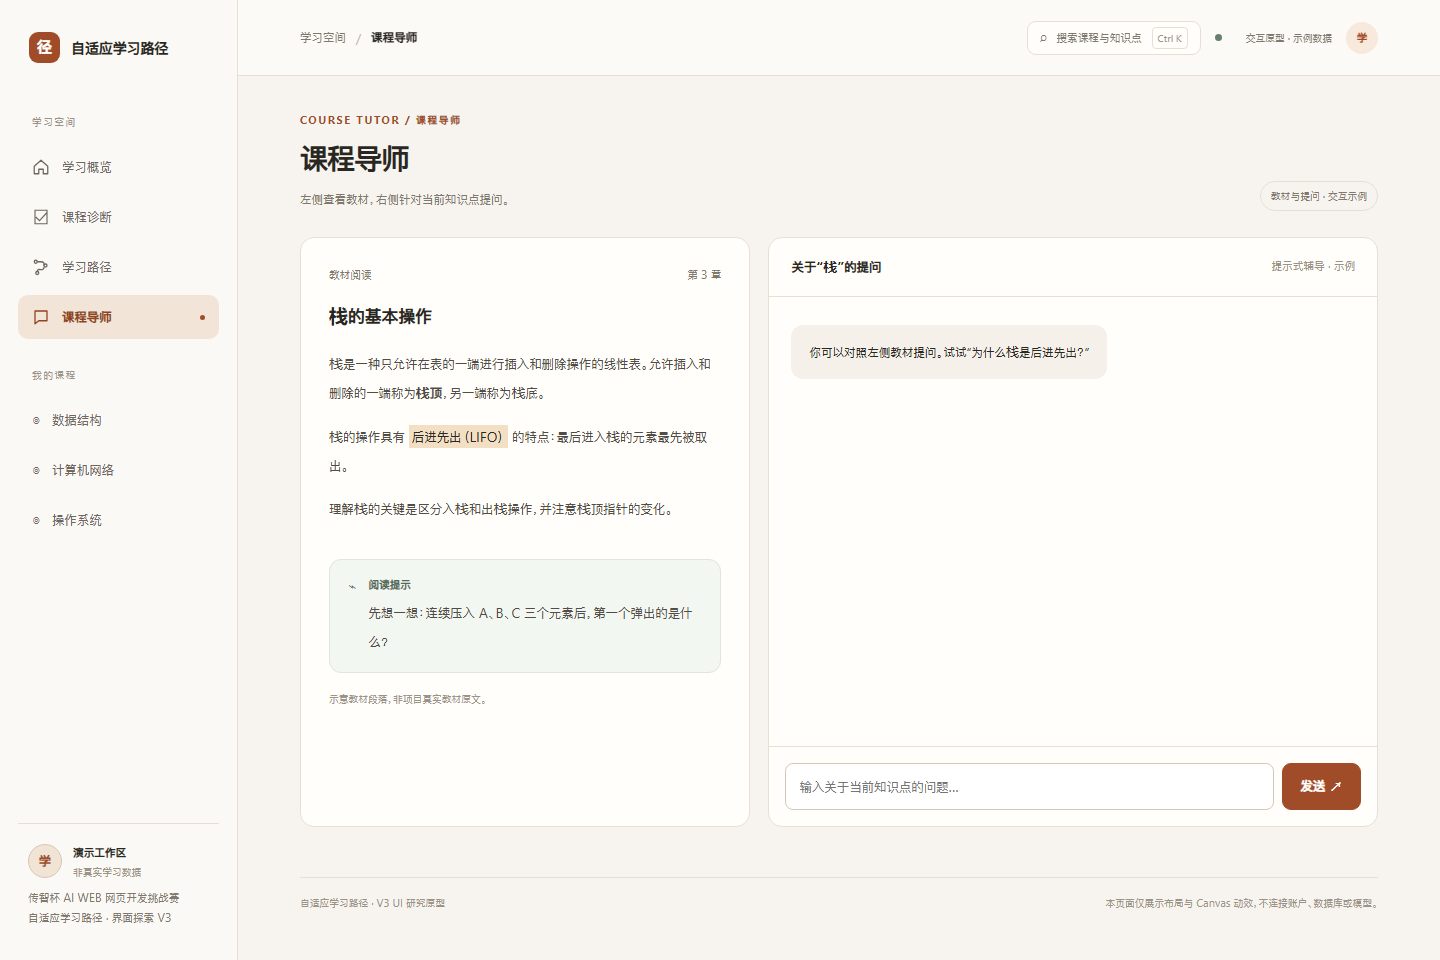 径 自适应学习路径
学习空间
学习概览
课程诊断
学习路径
课程导师
我的课程
数据结构
计算机网络
操作系统
学 演示工作区
非真实学习数据
传智杯 AI WEB 网页开发挑战赛
自适应学习路径 · 界面探索 V3
学习空间 / 课程导师
搜索课程与知识点 Ctrl K
交互原型 · 示例数据
学
COURSE TUTOR / 课程导师
课程导师
左侧查看教材，右侧针对当前知识点提问。
教材与提问 · 交互示例
教材阅读 第 3 章
栈的基本操作
栈是一种只允许在表的一端进行插入和删除操作的线性表。允许插入和
删除的一端称为栈顶，另一端称为栈底。
栈的操作具有 后进先出 (LIFO) 的特点：最后进入栈的元素最先被取
出。
理解栈的关键是区分入栈和出栈操作，并注意栈顶指针的变化。
阅读提示
先想一想：连续压入 A、B、C 三个元素后，第一个弹出的是什
么？
示意教材段落，非项目真实教材原文。
关于“栈”的提问 提示式辅导 · 示例
你可以对照左侧教材提问。试试“为什么栈是后进先出？”
输入关于当前知识点的问题…
发送 ↗
自适应学习路径 · V3 UI 研究原型
本页面仅展示布局与 Canvas 动效，不连接账户、数据库或模型。